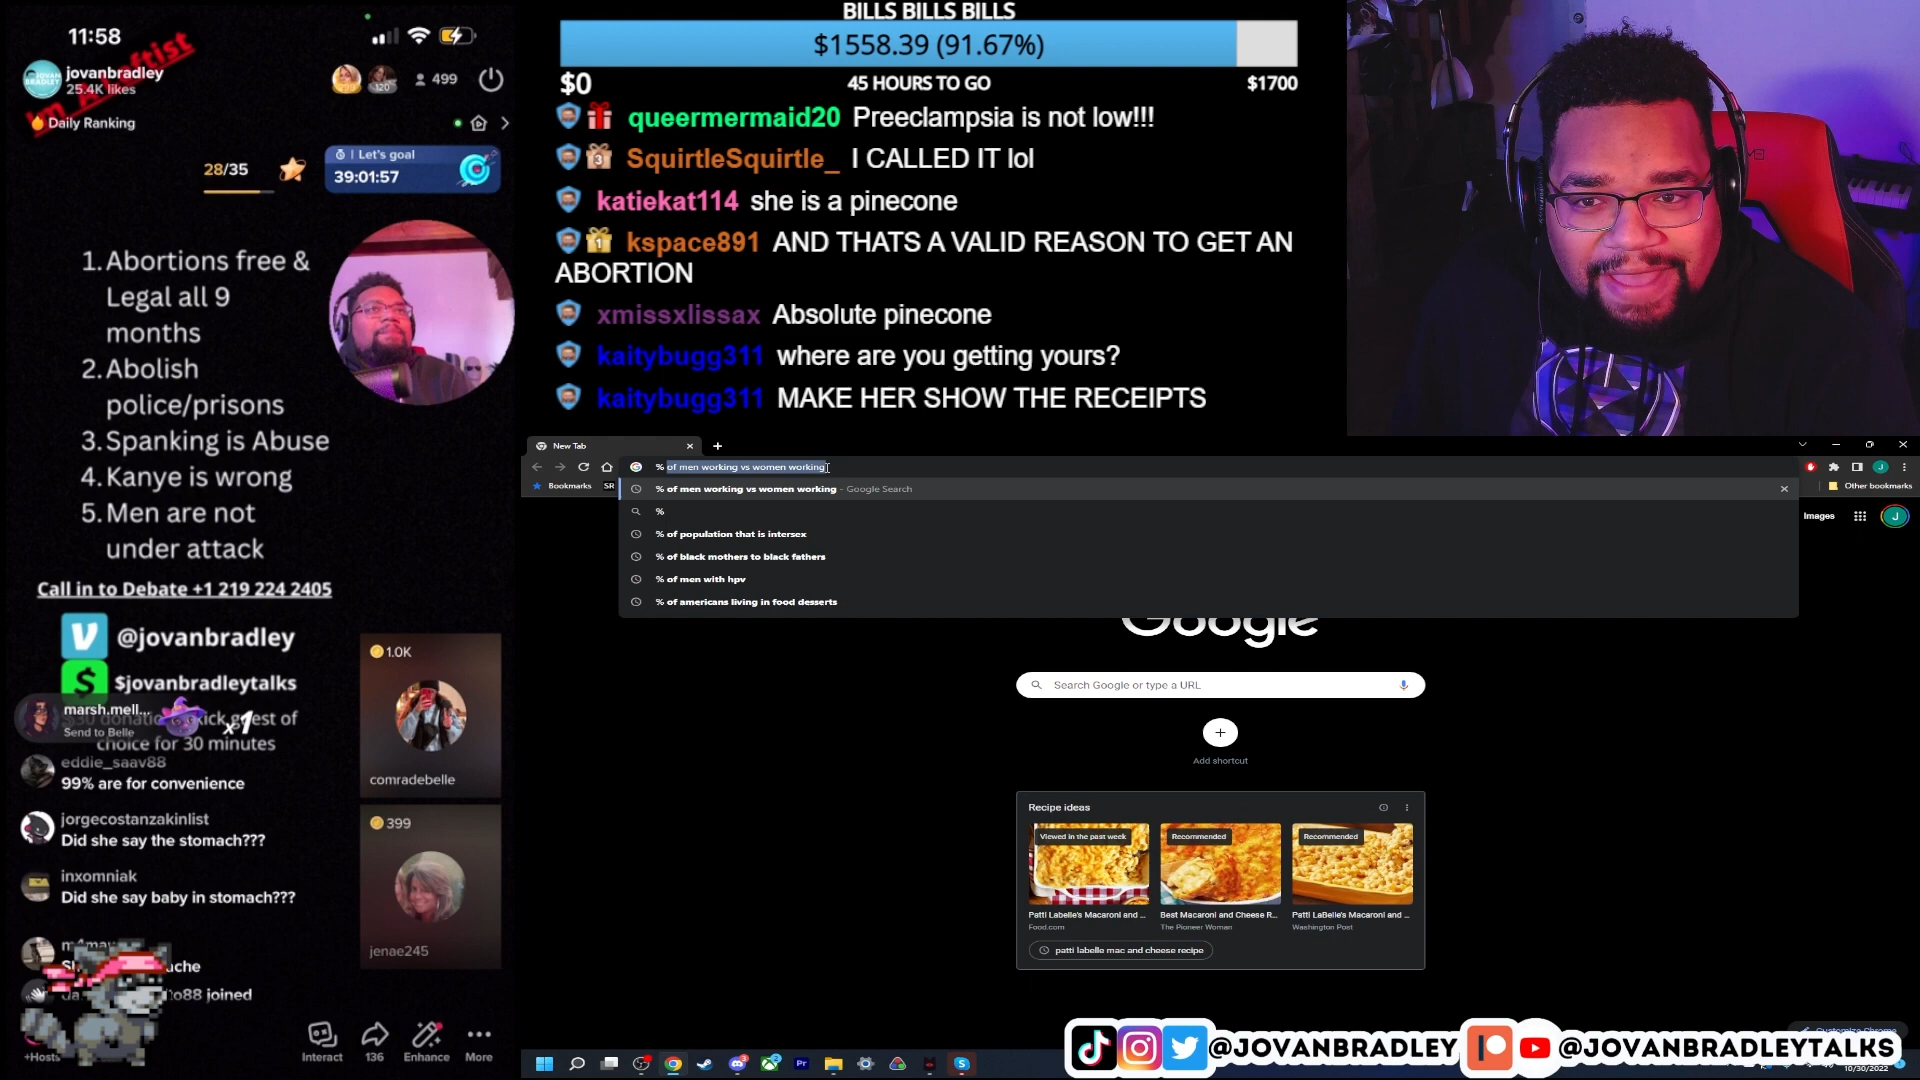 11:58
I'm A Leftist
jovanbradley
25.4K likes
499
Daily Ranking
28/35
Let's goal
39:01:57
1. Abortions free &
Legal all 9
months
2. Abolish
police/prisons
3. Spanking is Abuse
4. Kanye is wrong
5. Men are not
under attack
Call in to Debate +1 219 224 2405
@jovanbradley
$jovanbradleytalks
marsh.mell...
Send to Belle
x1
choice for 30 minutes
eddie_saav88
99% are for convenience
jorgecostanzakinlist
Did she say the stomach???
inxomniak
Did she say baby in stomach???
joined
1.0K
comradebelle
399
jenae245
+Hosts
Interact
136
Enhance
More
BILLS BILLS BILLS
$1558.39 (91.67%)
$0
45 HOURS TO GO
$1700
queermermaid20 Preeclampsia is not low!!!
SquirtleSquirtle_ I CALLED IT lol
katiekat114 she is a pinecone
kspace891 AND THATS A VALID REASON TO GET AN
ABORTION
xmissxlissax Absolute pinecone
kaitybugg311 where are you getting yours?
kaitybugg311 MAKE HER SHOW THE RECEIPTS
New Tab
% of men working vs women working
Bookmarks
SR
Other bookmarks
% of men working vs women working - Google Search
%
% of population that is intersex
% of black mothers to black fathers
% of men with hpv
% of americans living in food desserts
Images
J
Google
Search Google or type a URL
Add shortcut
Recipe ideas
Viewed in the past week
Recommended
Recommended
Patti Labelle's Macaroni and ...
Food.com
Best Macaroni and Cheese R...
The Pioneer Woman
Patti LaBelle's Macaroni and ...
Washington Post
patti labelle mac and cheese recipe
Customize Chrome
@JOVANBRADLEY
@JOVANBRADLEYTALKS
10/30/2022